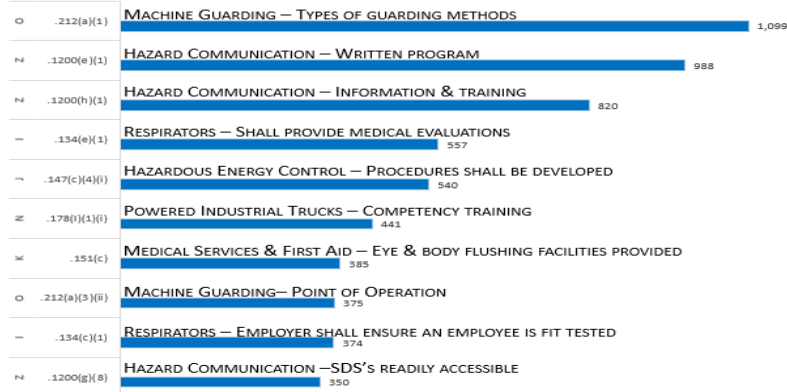 O .212(a)(1) MACHINE GUARDING – TYPES OF GUARDING METHODS 1,099
Z .1200(e)(1) HAZARD COMMUNICATION – WRITTEN PROGRAM 988
Z .1200(h)(1) HAZARD COMMUNICATION – INFORMATION & TRAINING 820
I .134(e)(1) RESPIRATORS – SHALL PROVIDE MEDICAL EVALUATIONS 557
J .147(c)(4)(i) HAZARDOUS ENERGY CONTROL – PROCEDURES SHALL BE DEVELOPED 540
N .178(l)(1)(i) POWERED INDUSTRIAL TRUCKS – COMPETENCY TRAINING 441
K .151(c) MEDICAL SERVICES & FIRST AID – EYE & BODY FLUSHING FACILITIES PROVIDED 385
O .212(a)(3)(ii) MACHINE GUARDING– POINT OF OPERATION 375
I .134(c)(1) RESPIRATORS – EMPLOYER SHALL ENSURE AN EMPLOYEE IS FIT TESTED 374
Z .1200(g)(8) HAZARD COMMUNICATION –SDS'S READILY ACCESSIBLE 350